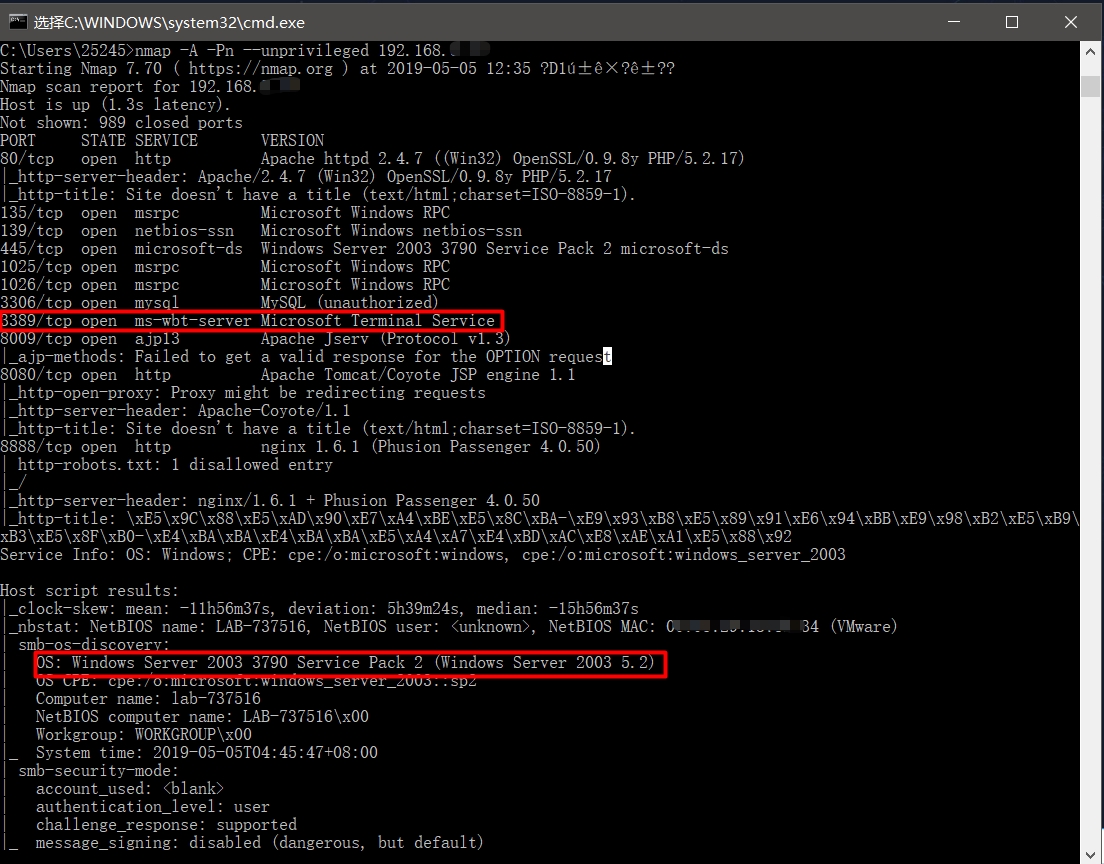 选择C:\WINDOWS\system32\cmd.exe
C:\Users\25245>nmap -A -Pn --unprivileged 192.168.
Starting Nmap 7.70 ( https://nmap.org ) at 2019-05-05 12:35 ?D1ú±ê×?ê±??
Nmap scan report for 192.168.
Host is up (1.3s latency).
Not shown: 989 closed ports
PORT     STATE SERVICE       VERSION
80/tcp   open  http          Apache httpd 2.4.7 ((Win32) OpenSSL/0.9.8y PHP/5.2.17)
|_http-server-header: Apache/2.4.7 (Win32) OpenSSL/0.9.8y PHP/5.2.17
|_http-title: Site doesn't have a title (text/html;charset=ISO-8859-1).
135/tcp  open  msrpc         Microsoft Windows RPC
139/tcp  open  netbios-ssn   Microsoft Windows netbios-ssn
445/tcp  open  microsoft-ds  Windows Server 2003 3790 Service Pack 2 microsoft-ds
1025/tcp open  msrpc         Microsoft Windows RPC
1026/tcp open  msrpc         Microsoft Windows RPC
3306/tcp open  mysql         MySQL (unauthorized)
3389/tcp open  ms-wbt-server Microsoft Terminal Service
8009/tcp open  ajp13         Apache Jserv (Protocol v1.3)
|_ajp-methods: Failed to get a valid response for the OPTION request
8080/tcp open  http          Apache Tomcat/Coyote JSP engine 1.1
|_http-open-proxy: Proxy might be redirecting requests
|_http-server-header: Apache-Coyote/1.1
|_http-title: Site doesn't have a title (text/html;charset=ISO-8859-1).
8888/tcp open  http          nginx 1.6.1 (Phusion Passenger 4.0.50)
| http-robots.txt: 1 disallowed entry
|_/
|_http-server-header: nginx/1.6.1 + Phusion Passenger 4.0.50
|_http-title: \xE5\x9C\x88\xE5\xAD\x90\xE7\xA4\xBE\xE5\x8C\xBA-\xE9\x93\xB8\xE5\x89\x91\xE6\x94\xBB\xE9\x98\xB2\xE5\xB9\
xB3\xE5\x8F\xB0-\xE4\xBA\xBA\xE4\xBA\xBA\xE5\xA4\xA7\xE4\xBD\xAC\xE8\xAE\xA1\xE5\x88\x92
Service Info: OS: Windows; CPE: cpe:/o:microsoft:windows, cpe:/o:microsoft:windows_server_2003
Host script results:
|_clock-skew: mean: -11h56m37s, deviation: 5h39m24s, median: -15h56m37s
|_nbstat: NetBIOS name: LAB-737516, NetBIOS user: <unknown>, NetBIOS MAC: 34 (VMware)
| smb-os-discovery:
|   OS: Windows Server 2003 3790 Service Pack 2 (Windows Server 2003 5.2)
|   OS CPE: cpe:/o:microsoft:windows_server_2003::sp2
|   Computer name: lab-737516
|   NetBIOS computer name: LAB-737516\x00
|   Workgroup: WORKGROUP\x00
|_  System time: 2019-05-05T04:45:47+08:00
| smb-security-mode:
|   account_used: <blank>
|   authentication_level: user
|   challenge_response: supported
|_  message_signing: disabled (dangerous, but default)